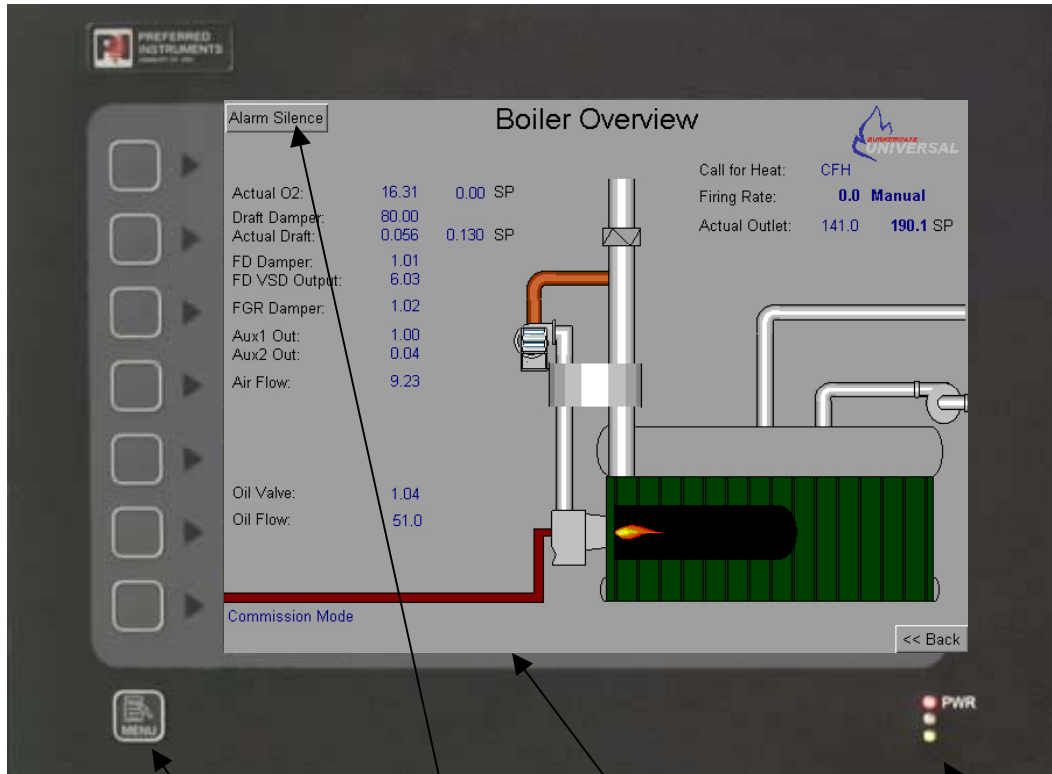 PREFERRED
INSTRUMENTS
Alarm Silence
Boiler Overview
UNIVERSAL
Call for Heat: CFH
Firing Rate: 0.0 Manual
Actual Outlet: 141.0 190.1 SP
Actual O2: 16.31 0.00 SP
Draft Damper: 80.00
Actual Draft: 0.056 0.130 SP
FD Damper: 1.01
FD VSD Output: 6.03
FGR Damper: 1.02
Aux1 Out: 1.00
Aux2 Out: 0.04
Air Flow: 9.23
Oil Valve: 1.04
Oil Flow: 51.0
Commission Mode
<< Back
MENU
PWR